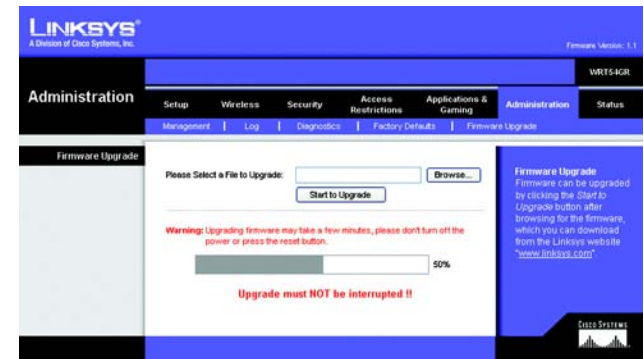 LINKSYS®
A Division of Cisco Systems, Inc.
Firmware Version: 1.1
WRT54GR
Administration
Setup Wireless Security Access Restrictions Applications & Gaming Administration Status
Management | Log | Diagnostics | Factory Defaults | Firmware Upgrade
Firmware Upgrade
Please Select a File to Upgrade: Browse...
Start to Upgrade
Warning: Upgrading firmware may take a few minutes, please don't turn off the
power or press the reset button.
50%
Upgrade must NOT be interrupted !!
Firmware Upgrade
Firmware can be upgraded
by clicking the Start to
Upgrade button after
browsing for the firmware,
which you can download
from the Linksys website
"www.linksys.com".
CISCO SYSTEMS